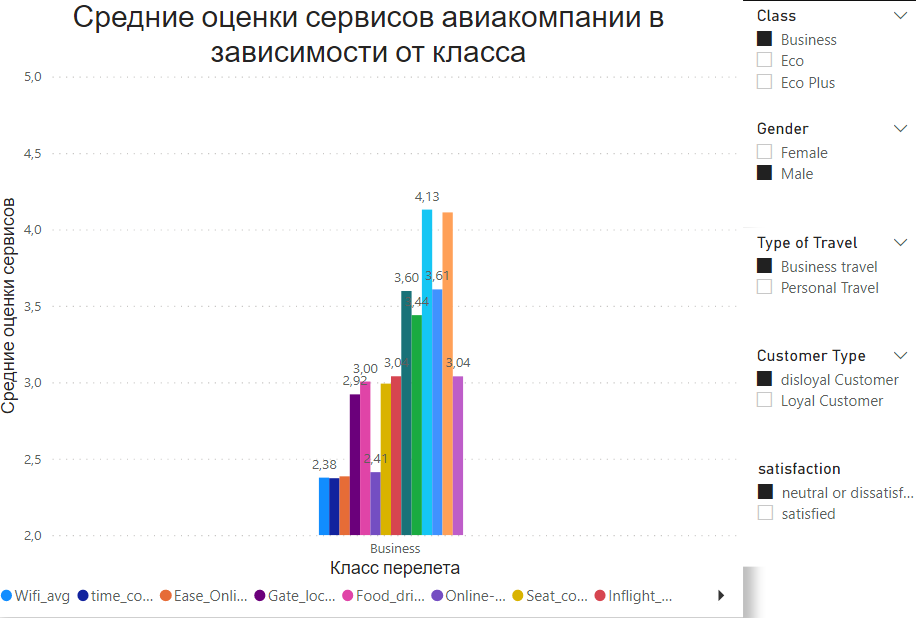 Средние оценки сервисов авиакомпании в
зависимости от класса
5,0
4,5
4,0
3,5
3,0
2,5
2,0
Средние оценки сервисов
2,38
2,92
3,00
2,41
3,0
3,60
,44
4,13
3,61
3,04
Business
Класс перелета
Wifi_avg
time_co...
Ease_Onli...
Gate_loc...
Food_dri...
Online-...
Seat_co...
Inflight_...
Class
Business
Eco
Eco Plus
Gender
Female
Male
Type of Travel
Business travel
Personal Travel
Customer Type
disloyal Customer
Loyal Customer
satisfaction
neutral or dissatisf...
satisfied